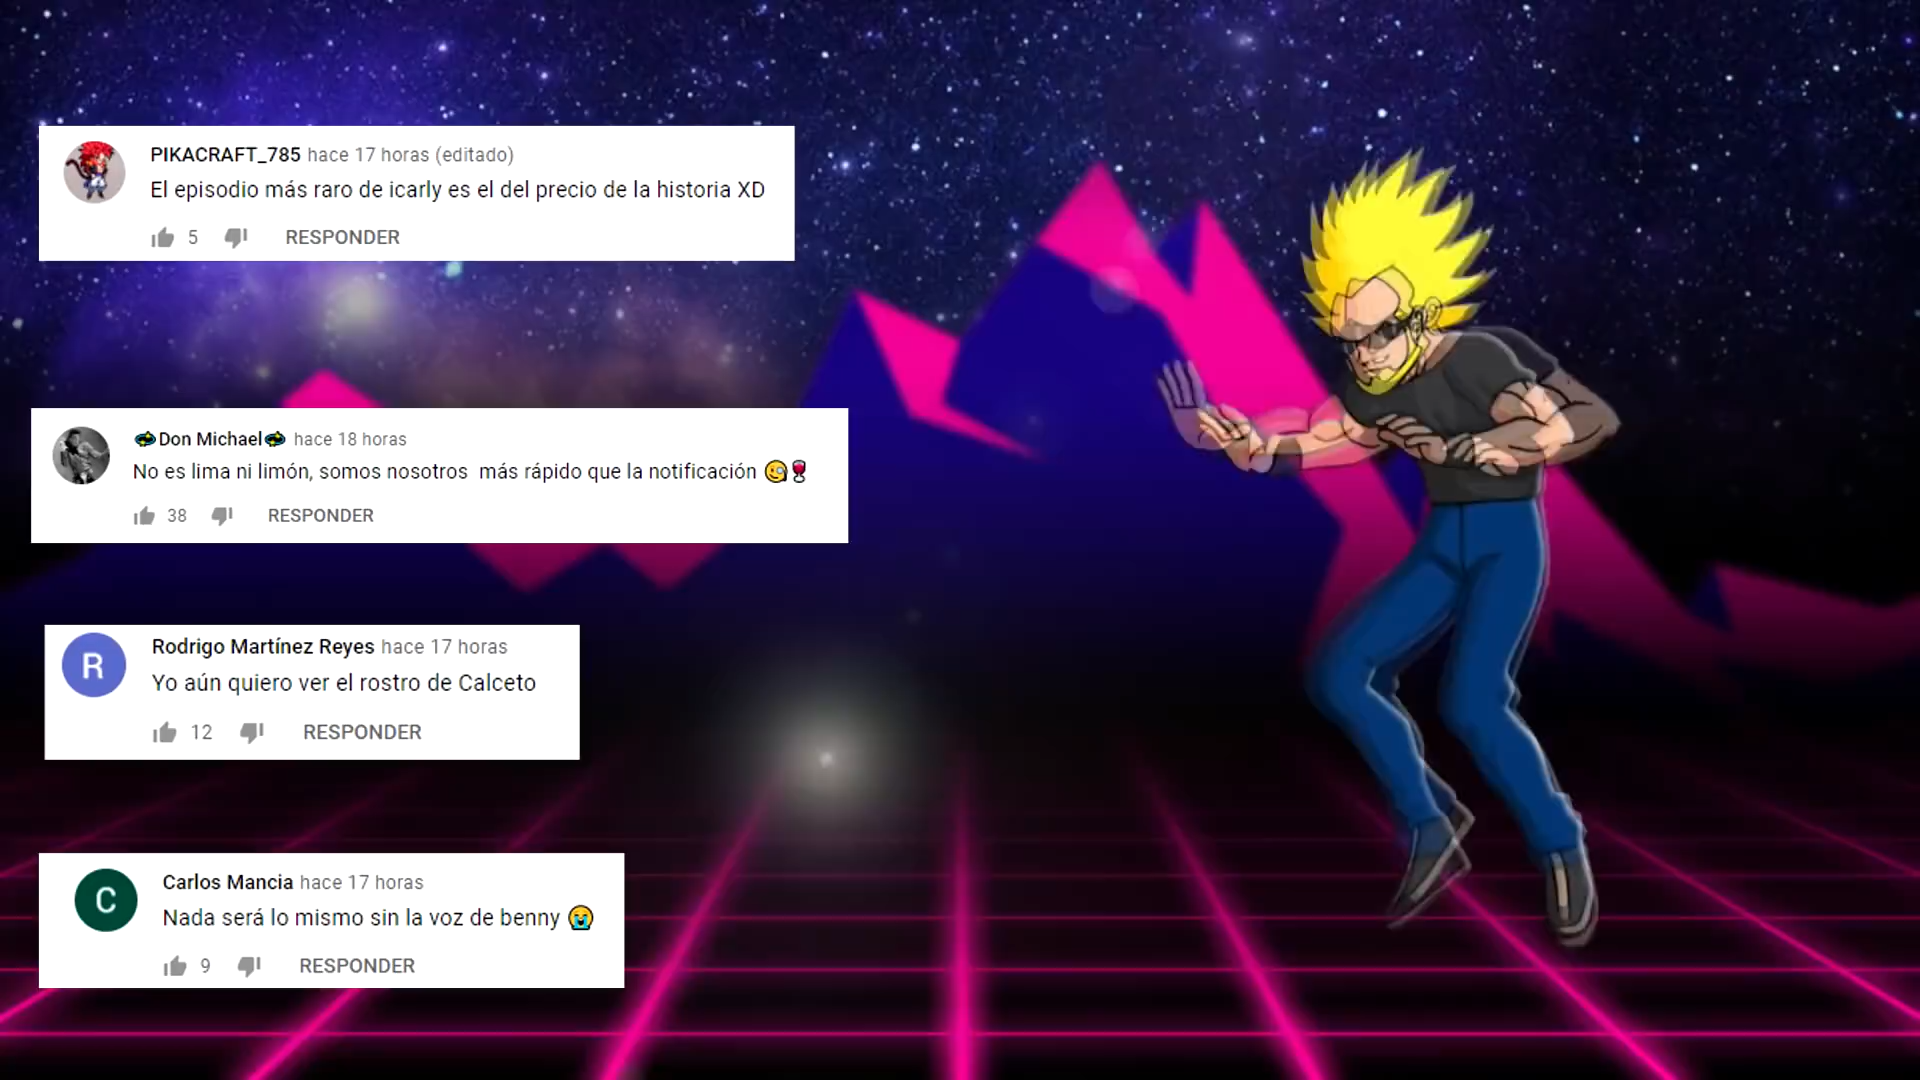 PIKACRAFT_785 hace 17 horas (editado)
El episodio más raro de icarly es el del precio de la historia XD
5 RESPONDER
Don Michael hace 18 horas
No es lima ni limón, somos nosotros más rápido que la notificación 🧐🍷
38 RESPONDER
R
Rodrigo Martínez Reyes hace 17 horas
Yo aún quiero ver el rostro de Calceto
12 RESPONDER
C
Carlos Mancia hace 17 horas
Nada será lo mismo sin la voz de benny 😭
9 RESPONDER